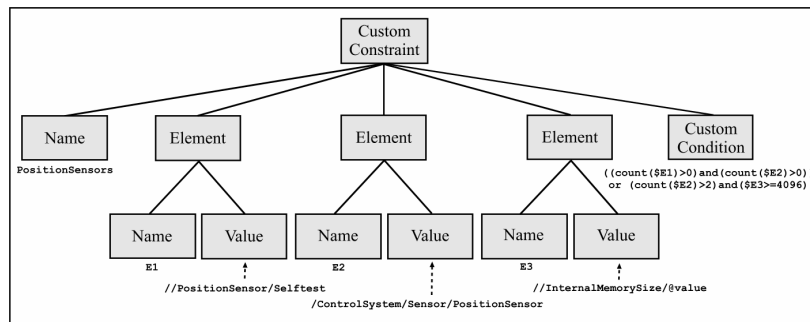 Custom
Constraint
Name
Element
Element
Element
Custom
Condition
PositionSensors
((count($E1)>0)and(count($E2)>0)
or (count($E2)>2)and($E3>=4096)
Name
Value
Name
Value
Name
Value
E1
E2
E3
//PositionSensor/Selftest
//InternalMemorySize/@value
/ControlSystem/Sensor/PositionSensor